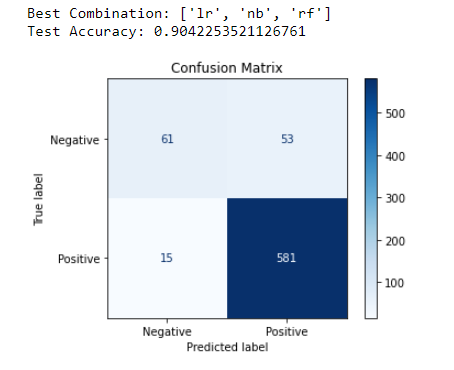 Best Combination: ['lr', 'nb', 'rf']
Test Accuracy: 0.9042253521126761
Confusion Matrix
Negative
61
53
Positive
15
581
Negative
Positive
True label
Predicted label
500
400
300
200
100